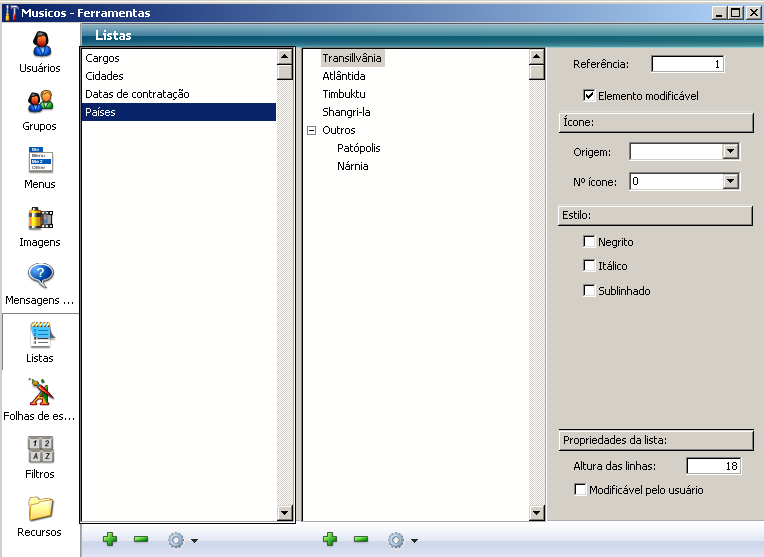 Musicos - Ferramentas
Listas
Usuários
Grupos
Menus
Imagens
Mensagens ...
Listas
Folhas de es...
Filtros
Recursos
Cargos
Cidades
Datas de contratação
Países
Transillvânia
Atlântida
Timbuktu
Shangri-la
Outros
Patópolis
Nárnia
Referência: 1
Elemento modificável
Ícone:
Origem:
Nº ícone: 0
Estilo:
Negrito
Itálico
Sublinhado
Propriedades da lista:
Altura das linhas: 18
Modificável pelo usuário